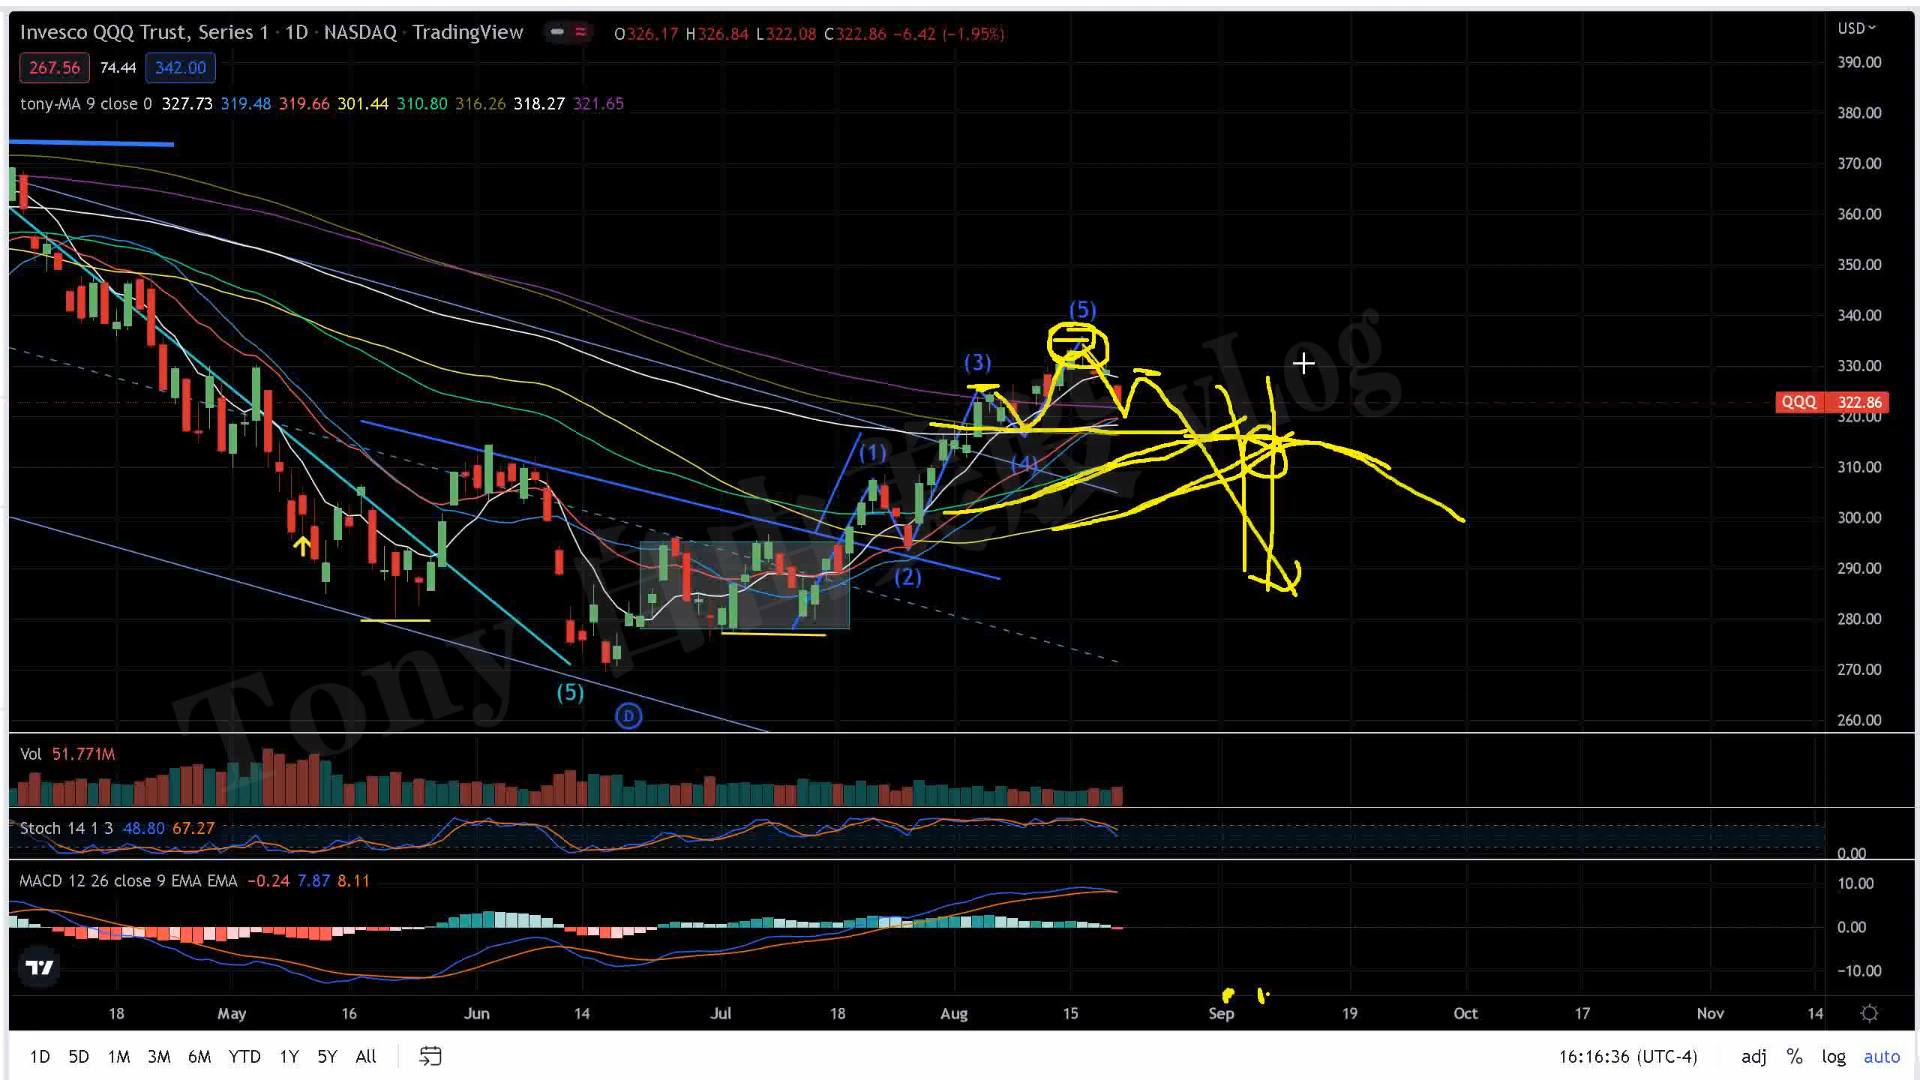 Invesco QQQ Trust, Series 1 · 1D · NASDAQ · TradingView O326.17 H326.84 L322.08 C322.86 −6.42 (−1.95%)
USD
267.56 74.44 342.00
tony-MA 9 close 0 327.73 319.48 319.66 301.44 310.80 316.26 318.27 321.65
390.00
380.00
370.00
360.00
350.00
340.00
330.00
QQQ 322.86
320.00
310.00
300.00
290.00
280.00
270.00
260.00
(5)
(3)
(1)
(4)
(2)
(5)
D
Vol 51.771M
Stoch 14 1 3 48.80 67.27
0.00
MACD 12 26 close 9 EMA EMA −0.24 7.87 8.11
10.00
0.00
−10.00
18 May 16 Jun 14 Jul 18 Aug 15 Sep 19 Oct 17 Nov 14
1D 5D 1M 3M 6M YTD 1Y 5Y All
16:16:36 (UTC-4) adj % log auto